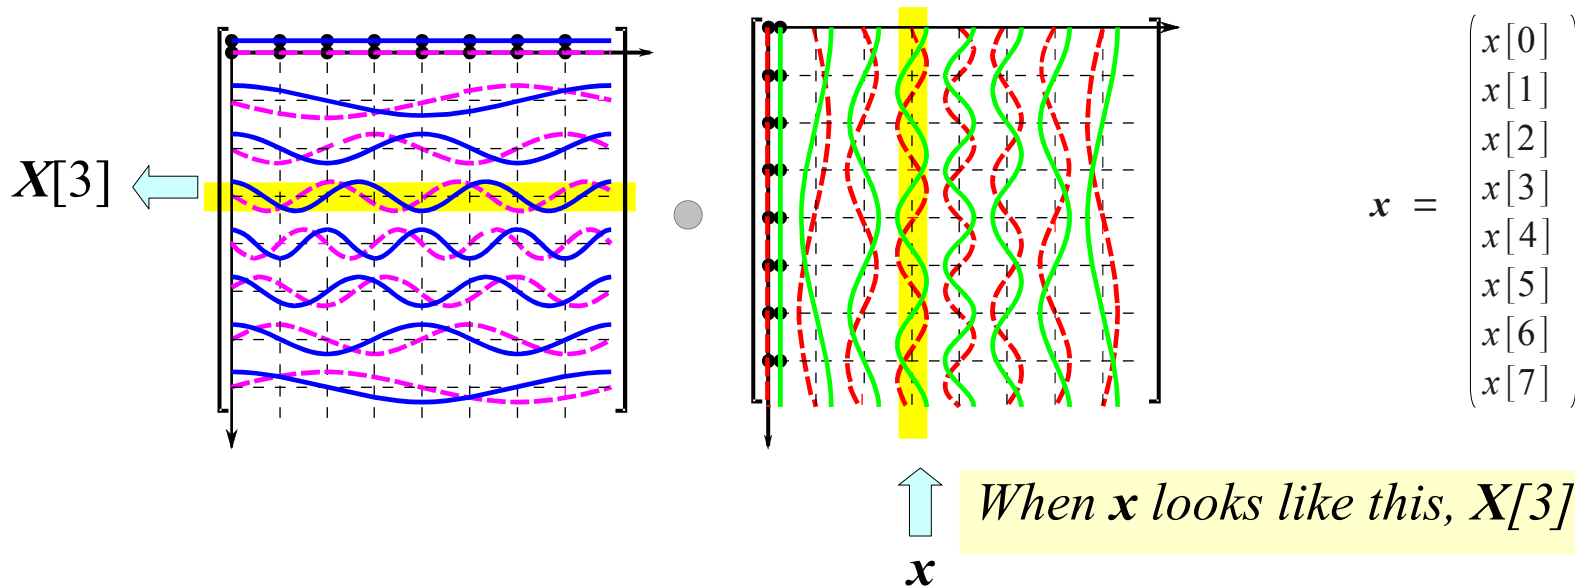 X[3]
x =
x[0]
x[1]
x[2]
x[3]
x[4]
x[5]
x[6]
x[7]
When x looks like this, X[3]
x